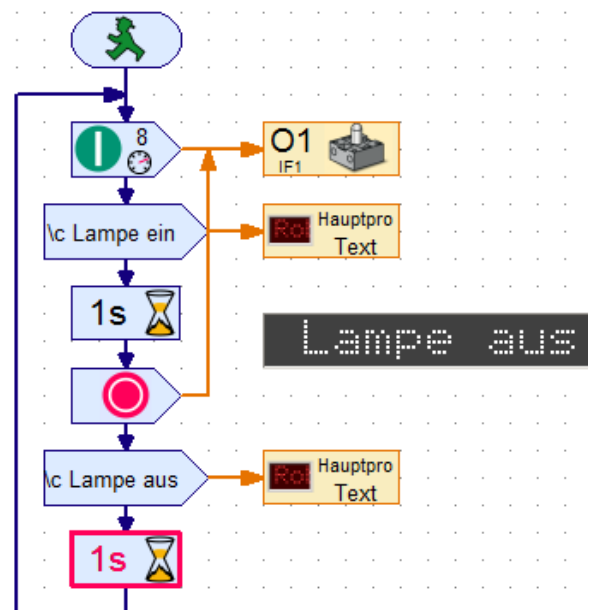 8
O1
IF1
\c Lampe ein
Hauptpro
Text
1s
Lampe aus
\c Lampe aus
Hauptpro
Text
1s